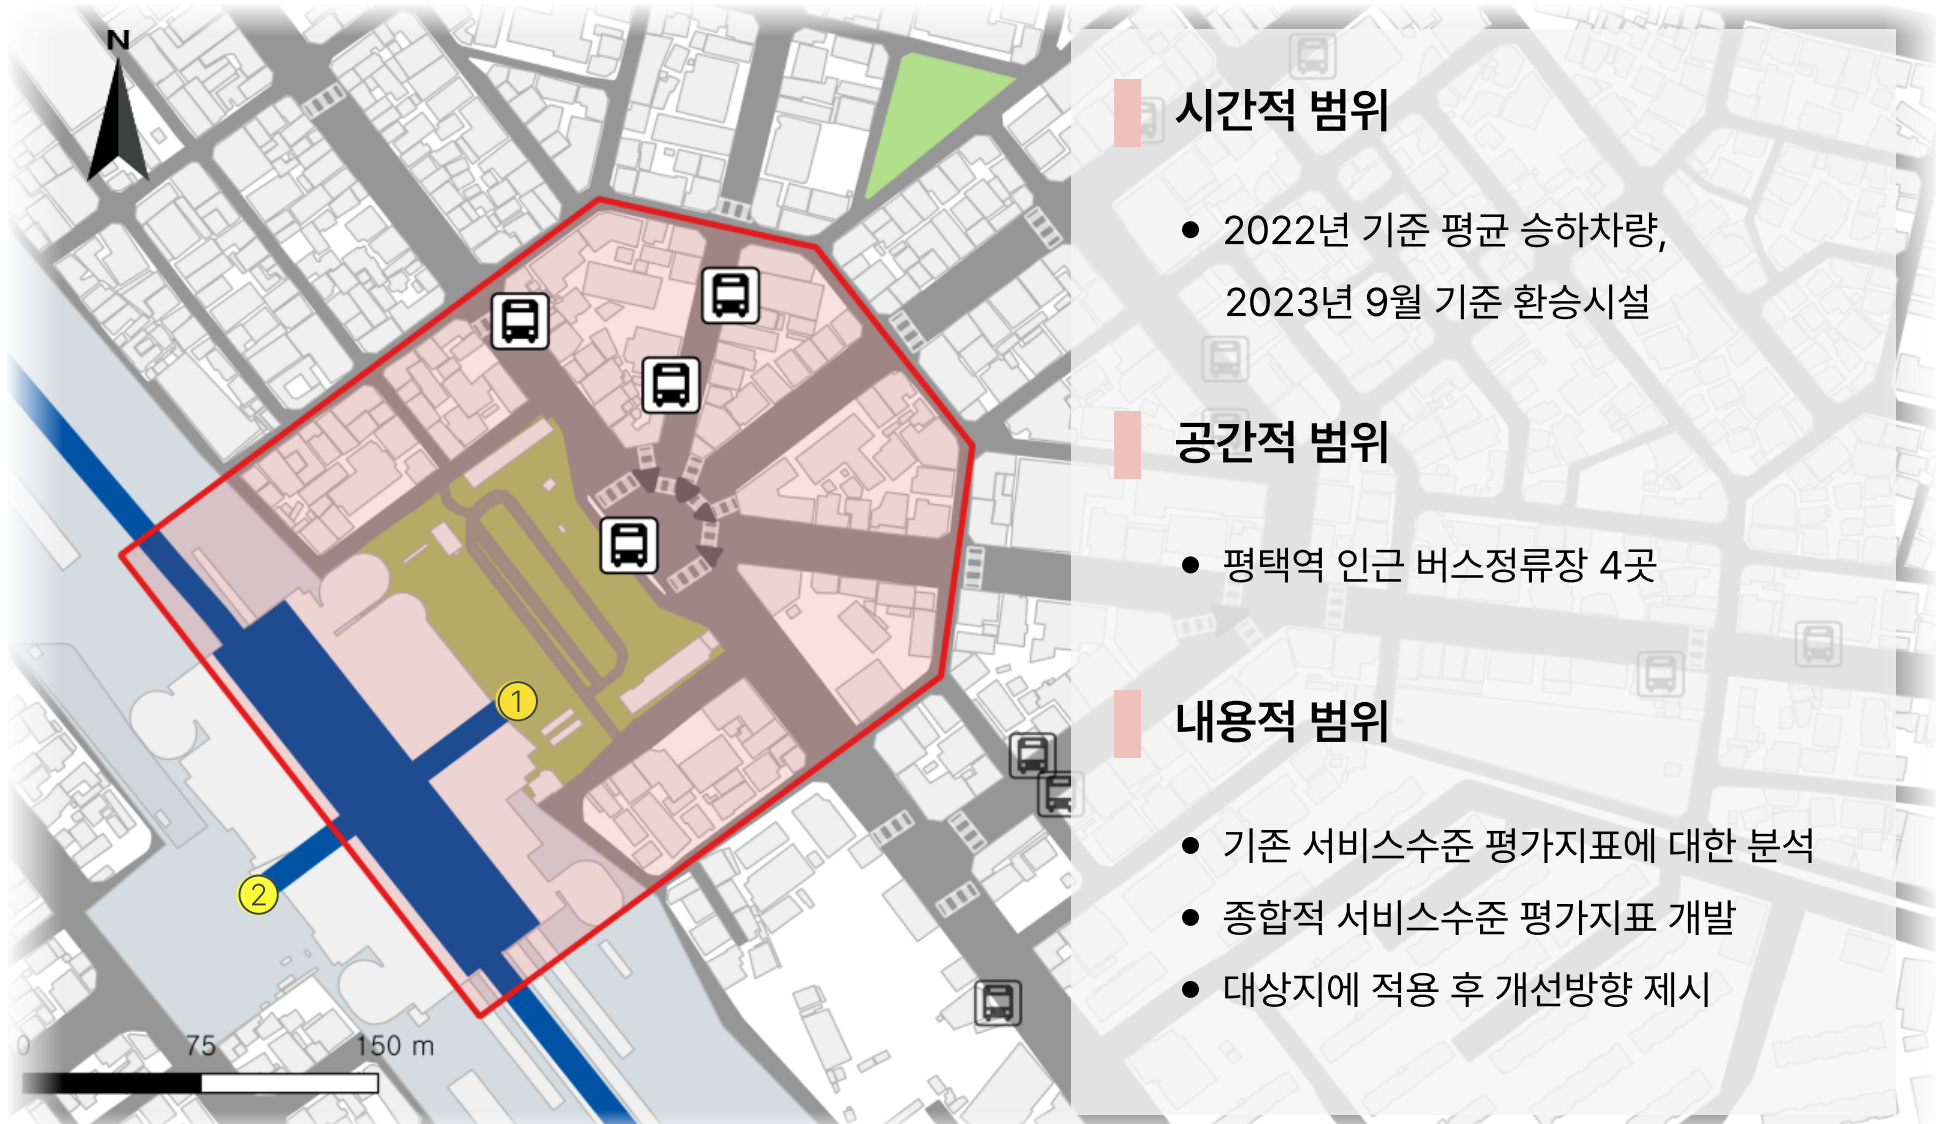 N
시간적 범위
● 2022년 기준 평균 승하차량,
2023년 9월 기준 환승시설
공간적 범위
● 평택역 인근 버스정류장 4곳
내용적 범위
● 기존 서비스수준 평가지표에 대한 분석
● 종합적 서비스수준 평가지표 개발
● 대상지에 적용 후 개선방향 제시
1
2
0 75 150 m